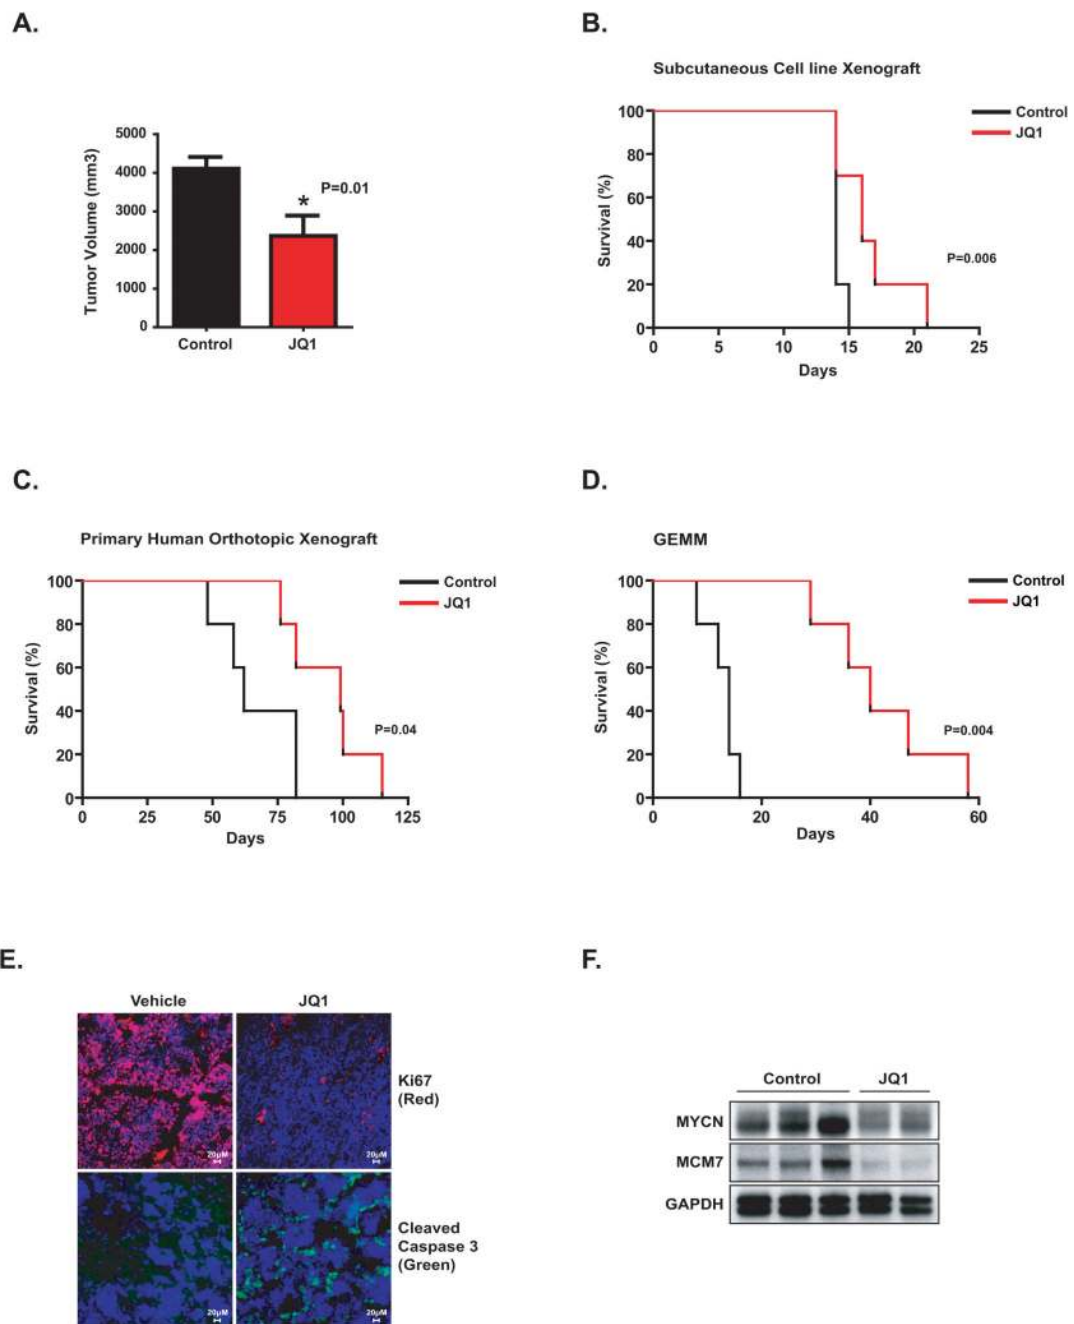 A.
B.
Subcutaneous Cell line Xenograft
5000
4000
3000
2000
1000
0
Tumor Volume (mm3)
*
P=0.01
Control
JQ1
100
80
60
40
20
0
Survival (%)
Control
JQ1
P=0.006
0 5 10 15 20 25
Days
C.
D.
Primary Human Orthotopic Xenograft
100
80
60
40
20
0
Survival (%)
Control
JQ1
P=0.04
0 25 50 75 100 125
Days
GEMM
100
80
60
40
20
0
Survival (%)
Control
JQ1
P=0.004
0 20 40 60
Days
E.
F.
Vehicle JQ1
Ki67
(Red)
20µM
20µM
Cleaved
Caspase 3
(Green)
20µM
20µM
Control JQ1
MYCN
MCM7
GAPDH